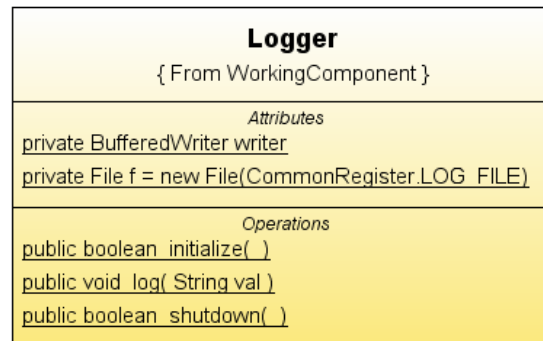 Logger
{ From WorkingComponent }
Attributes
private BufferedWriter writer
private File f = new File(CommonRegister.LOG_FILE)
Operations
public boolean initialize( )
public void log( String val )
public boolean shutdown( )